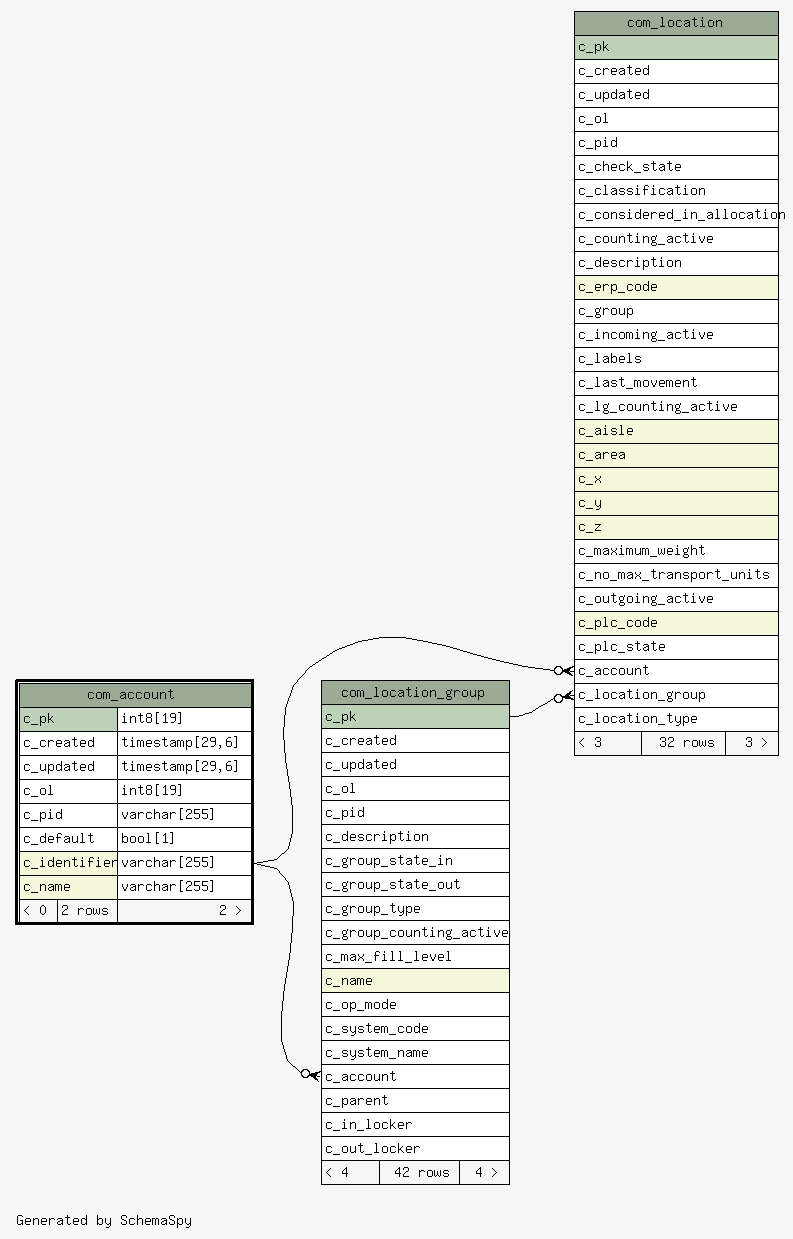 com_location
c_pk
c_created
c_updated
c_ol
c_pid
c_check_state
c_classification
c_considered_in_allocation
c_counting_active
c_description
c_erp_code
c_group
c_incoming_active
c_labels
c_last_movement
c_lg_counting_active
c_aisle
c_area
c_x
c_y
c_z
c_maximum_weight
c_no_max_transport_units
c_outgoing_active
c_plc_code
c_plc_state
c_account
c_location_group
c_location_type
< 3 32 rows 3 >
com_account
c_pk int8[19]
c_created timestamp[29,6]
c_updated timestamp[29,6]
c_ol int8[19]
c_pid varchar[255]
c_default bool[1]
c_identifier varchar[255]
c_name varchar[255]
< 0 2 rows 2 >
com_location_group
c_pk
c_created
c_updated
c_ol
c_pid
c_description
c_group_state_in
c_group_state_out
c_group_type
c_group_counting_active
c_max_fill_level
c_name
c_op_mode
c_system_code
c_system_name
c_account
c_parent
c_in_locker
c_out_locker
< 4 42 rows 4 >
Generated by SchemaSpy